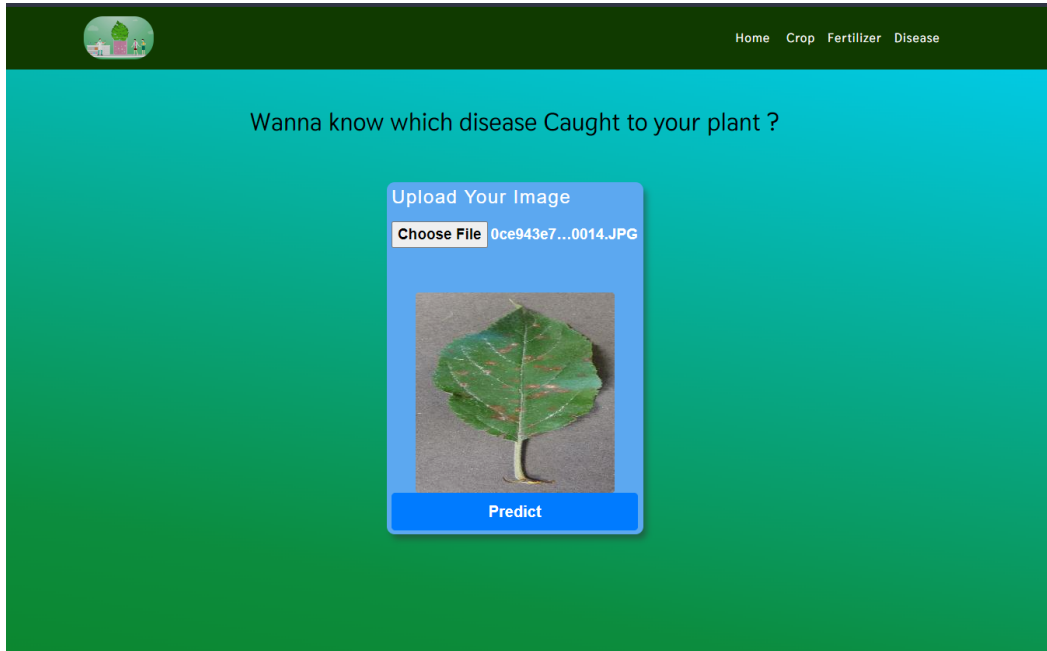 Home Crop Fertilizer Disease
Wanna know which disease Caught to your plant ?
Upload Your Image
Choose File 0ce943e7...0014.JPG
Predict